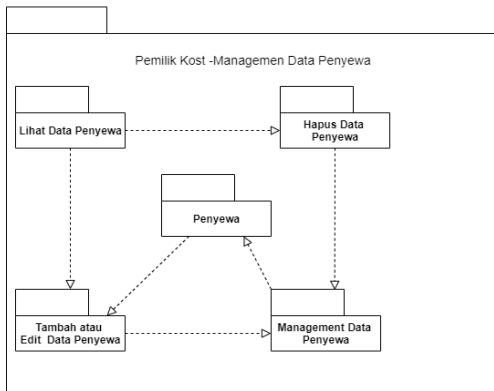 Pemilik Kost -Managemen Data Penyewa
Lihat Data Penyewa
Hapus Data
Penyewa
Penyewa
Tambah atau
Edit Data Penyewa
Management Data
Penyewa